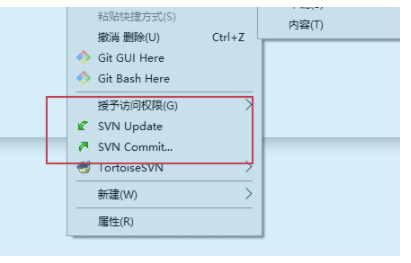 粘贴快捷方式(S)
撤消 删除(U) Ctrl+Z
Git GUI Here
Git Bash Here
授予访问权限(G)
SVN Update
SVN Commit...
TortoiseSVN
新建(W)
属性(R)
内容(T)